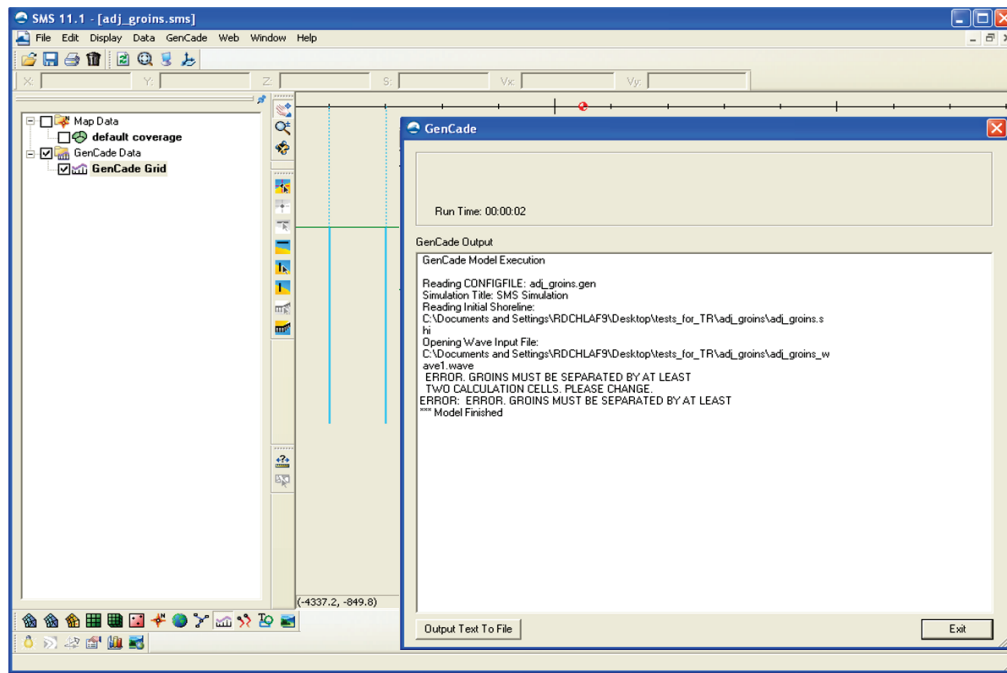 SMS 11.1 - [adj_groins.sms]
File Edit Display Data GenCade Web Window Help
X: Y: Z: S: Vx: Vy:
Map Data
default coverage
GenCade Data
GenCade Grid
(-4337.2, -849.8)
GenCade
Run Time: 00:00:02
GenCade Output
GenCade Model Execution
Reading CONFIGFILE: adj_groins.gen
Simulation Title: SMS Simulation
Reading Initial Shoreline:
C:\Documents and Settings\RDCHLAF9\Desktop\tests_for_TR\adj_groins\adj_groins.s
hi
Opening Wave Input File:
C:\Documents and Settings\RDCHLAF9\Desktop\tests_for_TR\adj_groins\adj_groins_w
ave1.wave
ERROR. GROINS MUST BE SEPARATED BY AT LEAST
TWO CALCULATION CELLS. PLEASE CHANGE.
ERROR: ERROR. GROINS MUST BE SEPARATED BY AT LEAST
*** Model Finished
Output Text To File
Exit